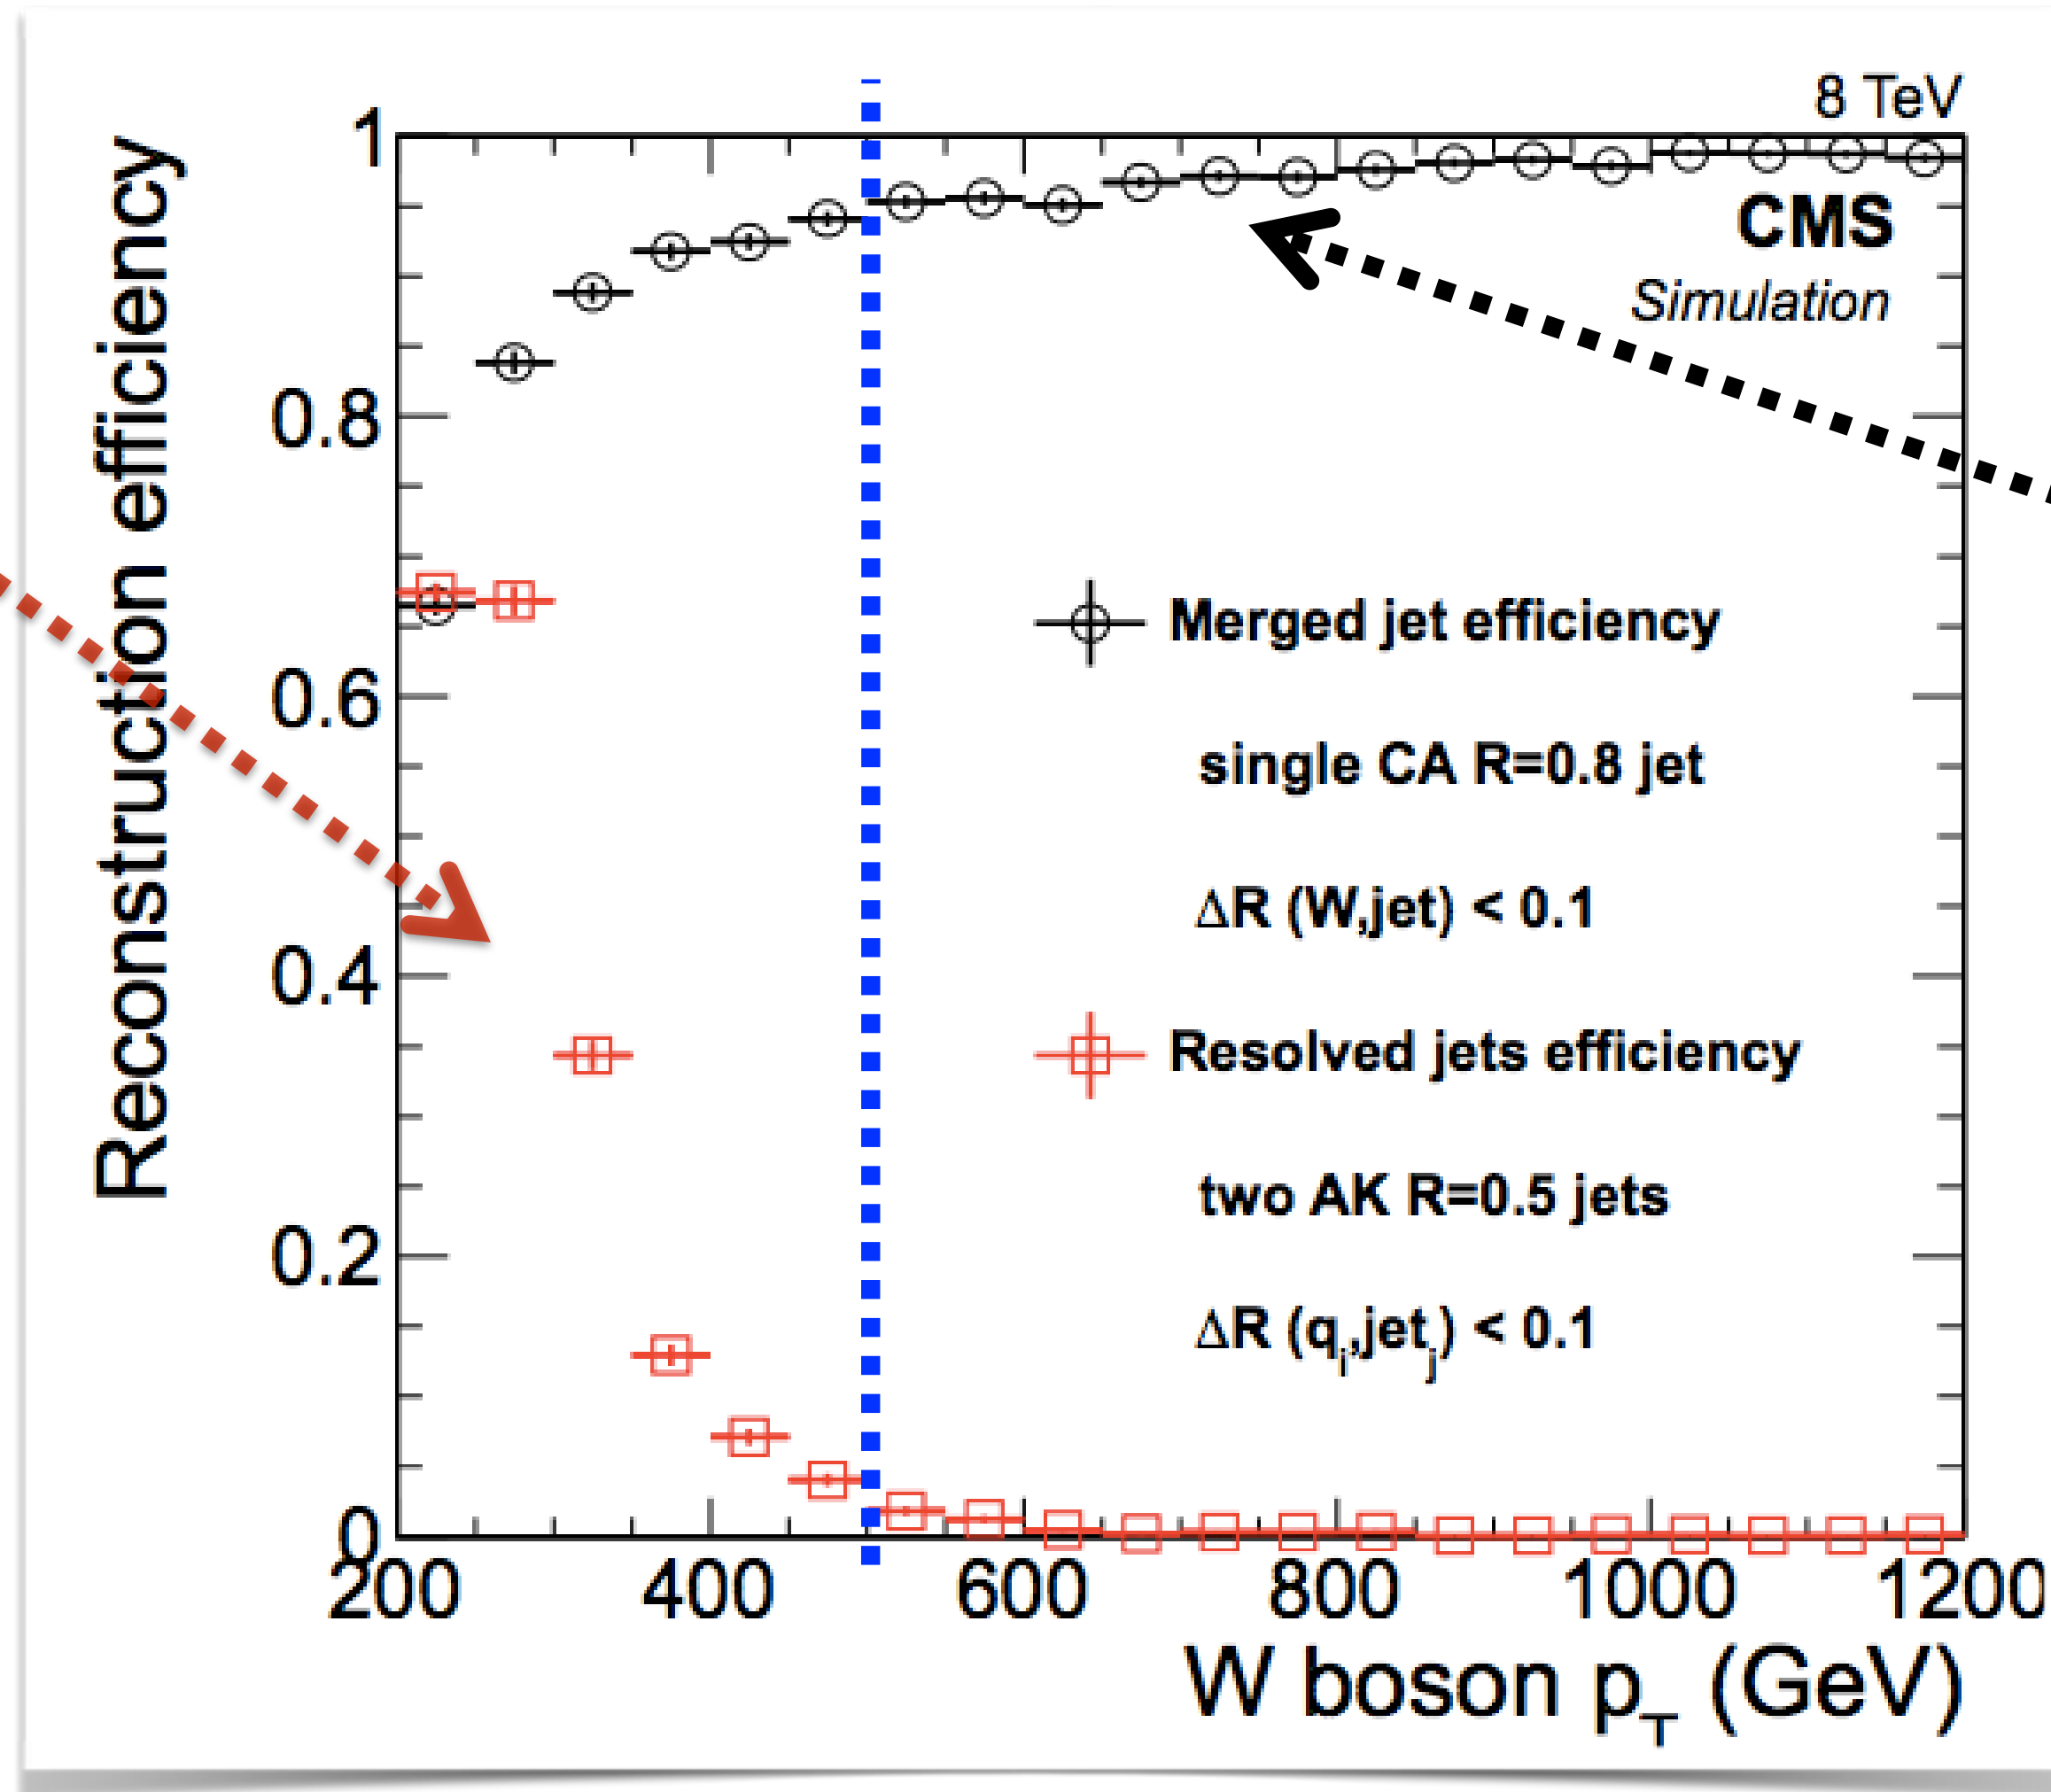 8 TeV
CMS
Simulation
Reconstruction efficiency
1
0.8
0.6
0.4
0.2
0
Merged jet efficiency
single CA R=0.8 jet
ΔR (W,jet) < 0.1
Resolved jets efficiency
two AK R=0.5 jets
ΔR (qᵢ,jetⱼ) < 0.1
200 400 600 800 1000 1200
W boson p_T (GeV)